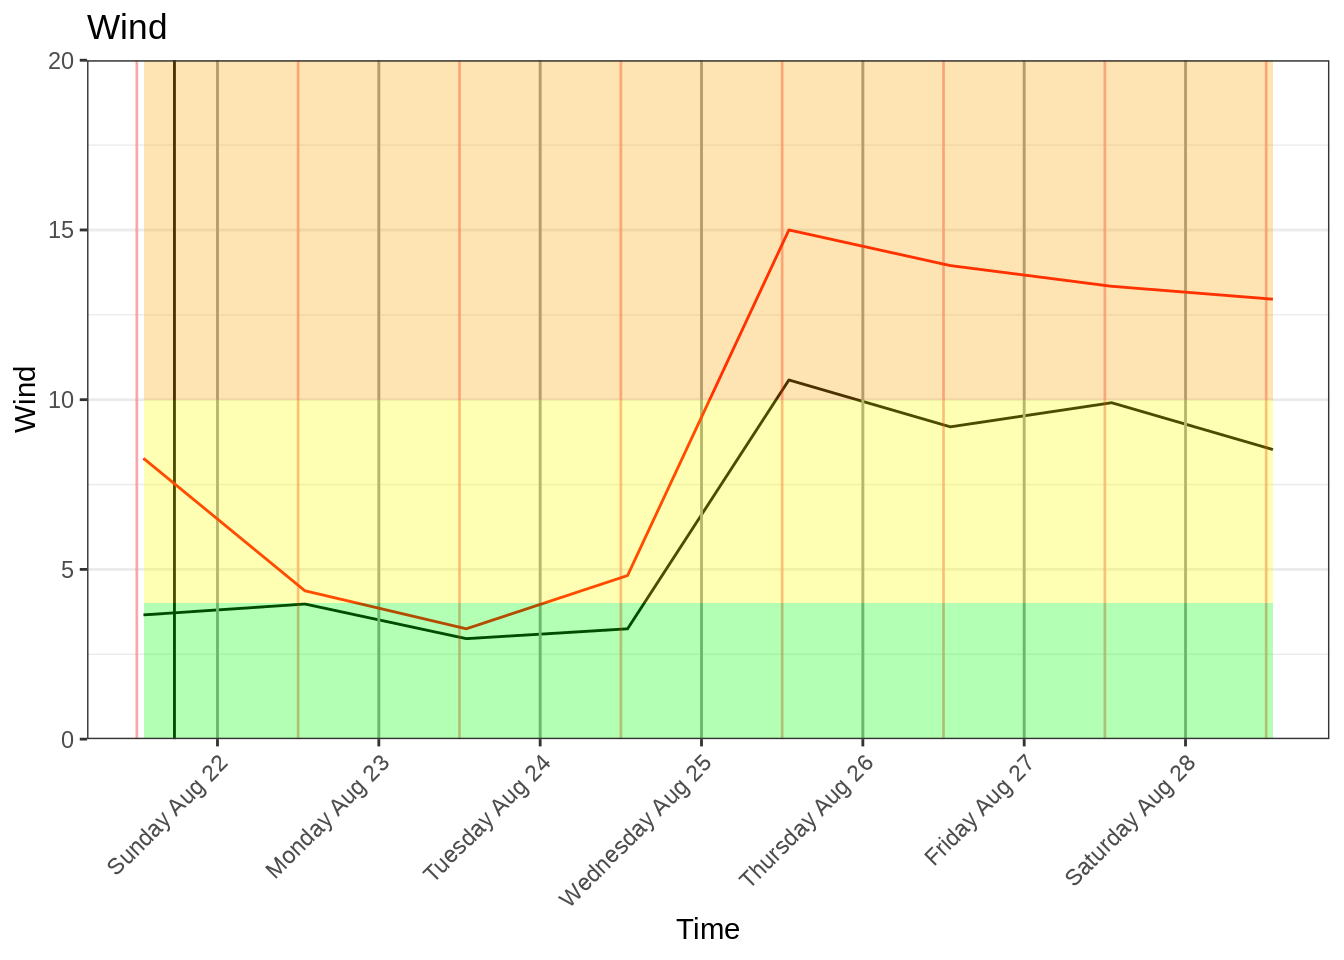 Wind
20
15
10
5
0
Wind
Sunday Aug 22
Monday Aug 23
Tuesday Aug 24
Wednesday Aug 25
Thursday Aug 26
Friday Aug 27
Saturday Aug 28
Time